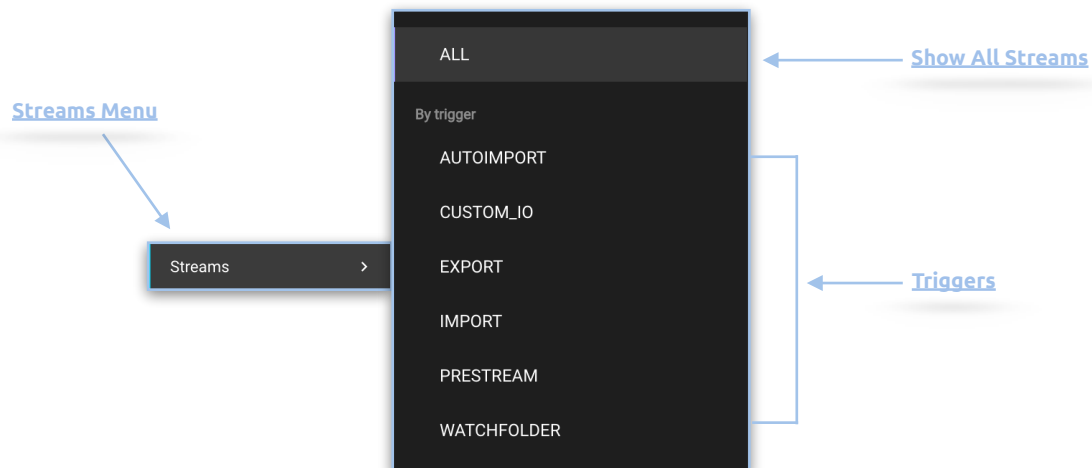 ALL
Show All Streams
Streams Menu
By trigger
AUTOIMPORT
CUSTOM_IO
Streams
EXPORT
Triggers
IMPORT
PRESTREAM
WATCHFOLDER